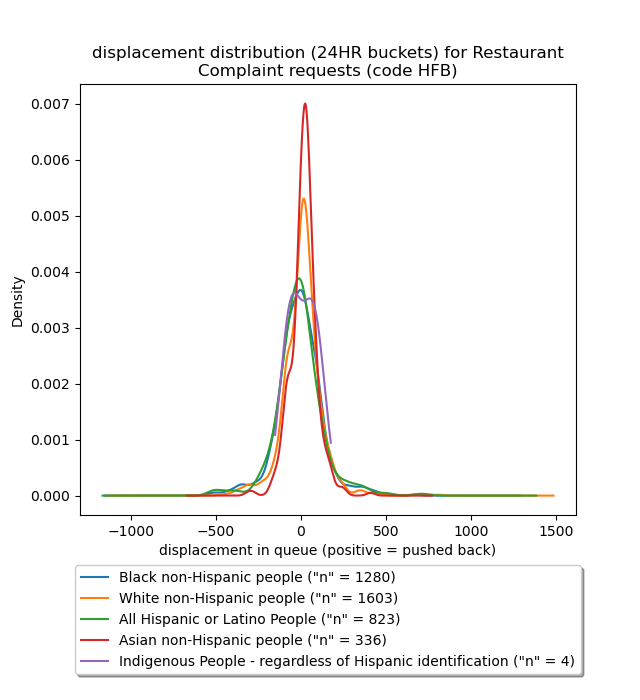 displacement distribution (24HR buckets) for Restaurant
Complaint requests (code HFB)
0.007
0.006
0.005
0.004
0.003
0.002
0.001
0.000
Density
−1000
−500
0
500
1000
1500
displacement in queue (positive = pushed back)
Black non-Hispanic people ("n" = 1280)
White non-Hispanic people ("n" = 1603)
All Hispanic or Latino People ("n" = 823)
Asian non-Hispanic people ("n" = 336)
Indigenous People - regardless of Hispanic identification ("n" = 4)